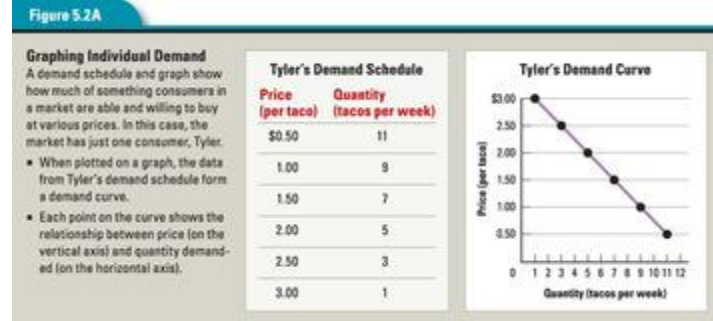 Figure 5.2A
Graphing Individual Demand
A demand schedule and graph show
how much of something consumers in
a market are able and willing to buy
at various prices. In this case, the
market has just one consumer, Tyler.
▪ When plotted on a graph, the data
from Tyler's demand schedule form
a demand curve.
▪ Each point on the curve shows the
relationship between price (on the
vertical axis) and quantity demand-
ed (on the horizontal axis).
Tyler's Demand Schedule
Price Quantity
(per taco) (tacos per week)
$0.50 11
1.00 9
1.50 7
2.00 5
2.50 3
3.00 1
Tyler's Demand Curve
Price (per taco)
$3.00
2.50
2.00
1.50
1.00
0.50
0 1 2 3 4 5 6 7 8 9 10 11 12
Quantity (tacos per week)